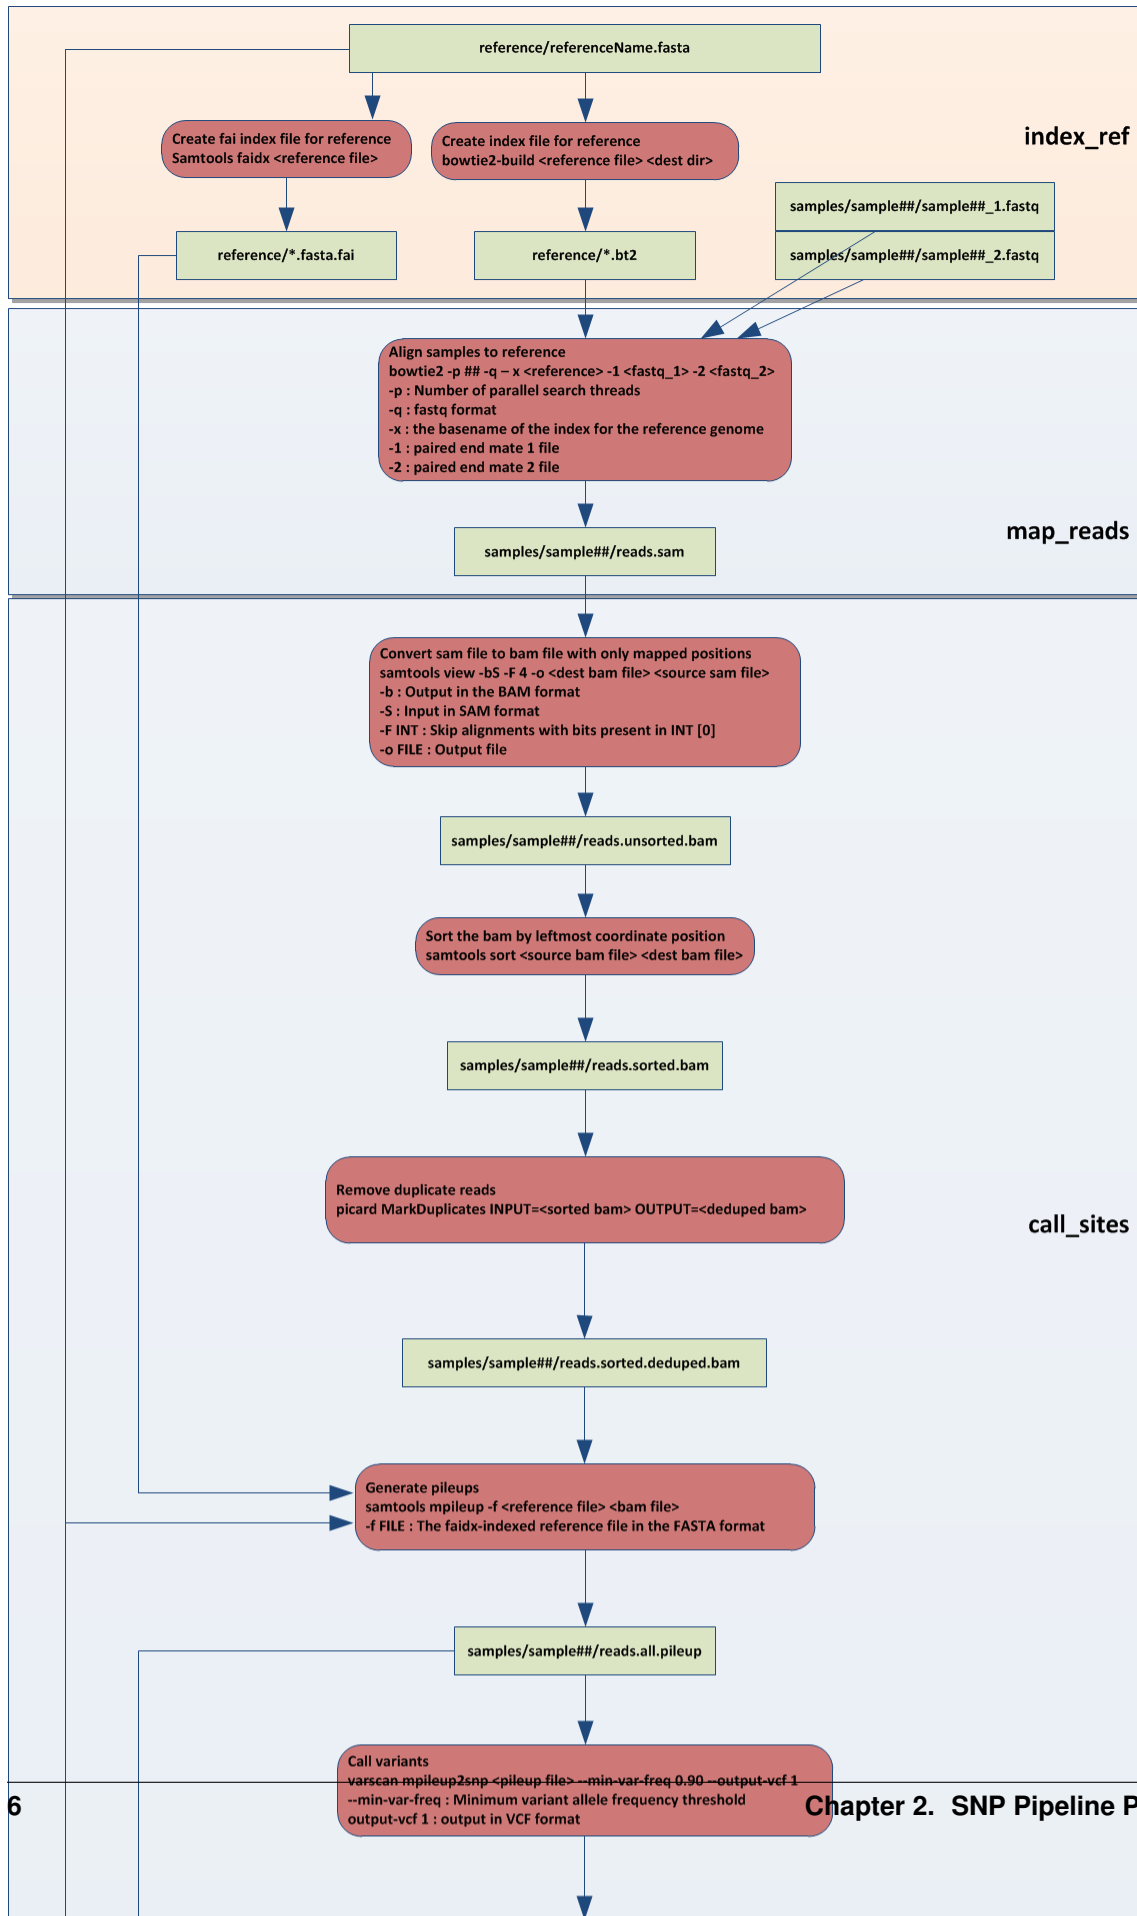 reference/referenceName.fasta
Create fai index file for reference
Samtools faidx <reference file>
Create index file for reference
bowtie2-build <reference file> <dest dir>
index_ref
samples/sample##/sample##_1.fastq
reference/*.fasta.fai
reference/*.bt2
samples/sample##/sample##_2.fastq
Align samples to reference
bowtie2 -p ## -q – x <reference> -1 <fastq_1> -2 <fastq_2>
-p : Number of parallel search threads
-q : fastq format
-x : the basename of the index for the reference genome
-1 : paired end mate 1 file
-2 : paired end mate 2 file
map_reads
samples/sample##/reads.sam
Convert sam file to bam file with only mapped positions
samtools view -bS -F 4 -o <dest bam file> <source sam file>
-b : Output in the BAM format
-S : Input in SAM format
-F INT : Skip alignments with bits present in INT [0]
-o FILE : Output file
samples/sample##/reads.unsorted.bam
Sort the bam by leftmost coordinate position
samtools sort <source bam file> <dest bam file>
samples/sample##/reads.sorted.bam
Remove duplicate reads
picard MarkDuplicates INPUT=<sorted bam> OUTPUT=<deduped bam>
call_sites
samples/sample##/reads.sorted.deduped.bam
Generate pileups
samtools mpileup -f <reference file> <bam file>
-f FILE : The faidx-indexed reference file in the FASTA format
samples/sample##/reads.all.pileup
Call variants
varscan mpileup2snp <pileup file> --min-var-freq 0.90 --output-vcf 1
--min-var-freq : Minimum variant allele frequency threshold
output-vcf 1 : output in VCF format
6
Chapter 2. SNP Pipeline P